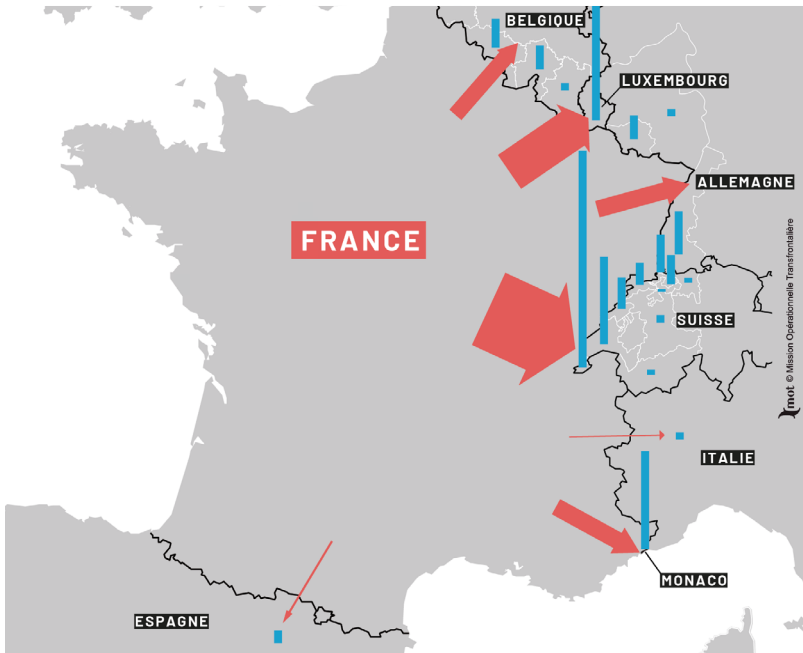 BELGIQUE
LUXEMBOURG
ALLEMAGNE
FRANCE
SUISSE
ITALIE
MONACO
ESPAGNE
mot © Mission Opérationnelle Transfrontalière